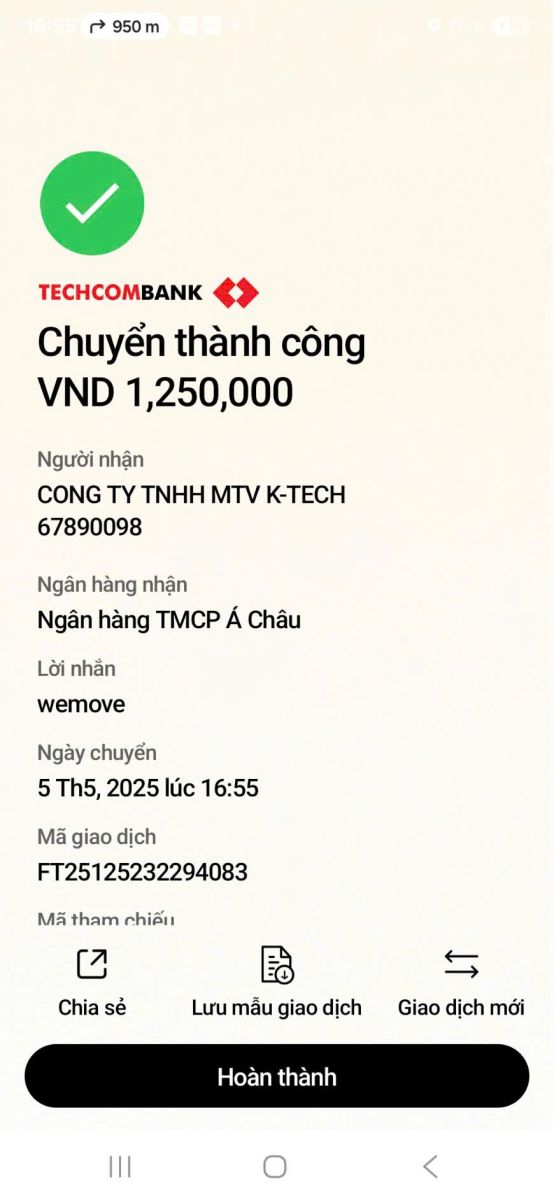 16:55 950 m
TECHCOMBANK
Chuyển thành công
VND 1,250,000
Người nhận
CONG TY TNHH MTV K-TECH
67890098
Ngân hàng nhận
Ngân hàng TMCP Á Châu
Lời nhắn
wemove
Ngày chuyển
5 Th5, 2025 lúc 16:55
Mã giao dịch
FT25125232294083
Mã tham chiếu
Chia sẻ
Lưu mẫu giao dịch
Giao dịch mới
Hoàn thành